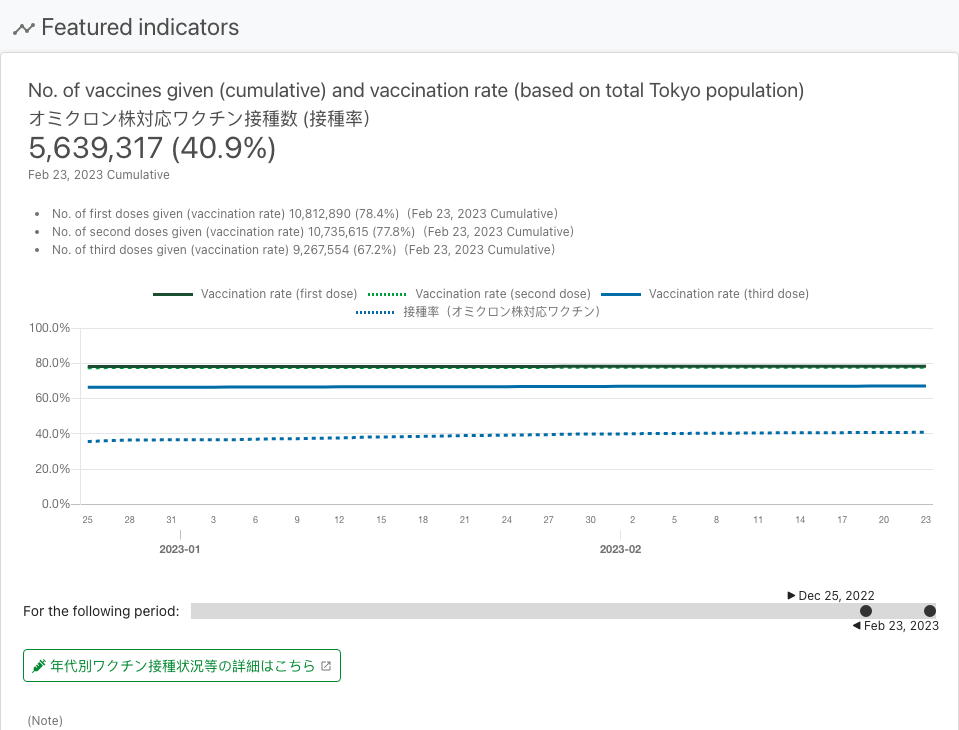 Featured indicators
No. of vaccines given (cumulative) and vaccination rate (based on total Tokyo population)
オミクロン株対応ワクチン接種数 (接種率)
5,639,317 (40.9%)
Feb 23, 2023 Cumulative
• No. of first doses given (vaccination rate) 10,812,890 (78.4%)  (Feb 23, 2023 Cumulative)
• No. of second doses given (vaccination rate) 10,735,615 (77.8%)  (Feb 23, 2023 Cumulative)
• No. of third doses given (vaccination rate) 9,267,554 (67.2%)  (Feb 23, 2023 Cumulative)
Vaccination rate (first dose) Vaccination rate (second dose) Vaccination rate (third dose)
接種率（オミクロン株対応ワクチン）
100.0%
80.0%
60.0%
40.0%
20.0%
0.0%
25 28 31 3 6 9 12 15 18 21 24 27 30 2 5 8 11 14 17 20 23
2023-01 2023-02
▶ Dec 25, 2022
For the following period:
◀ Feb 23, 2023
年代別ワクチン接種状況等の詳細はこちら
(Note)